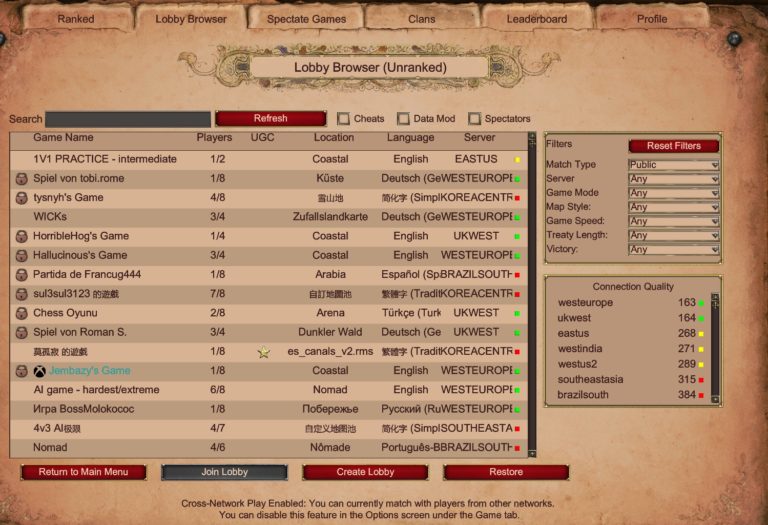 Ranked Lobby Browser Spectate Games Clans Leaderboard Profile
Lobby Browser (Unranked)
Search Refresh Cheats Data Mod Spectators
Game Name Players UGC Location Language Server
1V1 PRACTICE - intermediate 1/2 Coastal English EASTUS
Spiel von tobi.rome 1/8 Küste Deutsch (Ge WESTEUROPE
tysnyh's Game 4/8 雪山地 简化字 (Simpl KOREACENTR
WICKs 3/4 Zufallslandkarte Deutsch (Ge WESTEUROPE
HorribleHog's Game 1/4 Coastal English UKWEST
Hallucinous's Game 3/4 Coastal English WESTEUROPE
Partida de Francug444 1/8 Arabia Español (Sp BRAZILSOUTH
sul3sul3123 的遊戲 7/8 自訂地圖池 繁體字 (Tradit KOREACENTR
Chess Oyunu 2/8 Arena Türkçe (Turk UKWEST
Spiel von Roman S. 3/4 Dunkler Wald Deutsch (Ge UKWEST
莫孤寂 的遊戲 1/8 es_canals_v2.rms 繁體字 (Tradit KOREACENTR
Jembazy's Game 1/8 Coastal English WESTEUROPE
AI game - hardest/extreme 6/8 Nomad English WESTEUROPE
Игра BossMolokococ 1/8 Побережье Русский (Ru WESTEUROPE
4v3 AI极限 4/7 自定义地图池 简化字 (Simpl SOUTHEASTA
Nomad 4/6 Nômade Português-B BRAZILSOUTH
Filters Reset Filters
Match Type Public
Server Any
Game Mode Any
Map Style: Any
Game Speed: Any
Treaty Length: Any
Victory: Any
Connection Quality
westeurope 163
ukwest 164
eastus 268
westindia 271
westus2 289
southeastasia 315
brazilsouth 384
Return to Main Menu Join Lobby Create Lobby Restore
Cross-Network Play Enabled: You can currently match with players from other networks.
You can disable this feature in the Options screen under the Game tab.